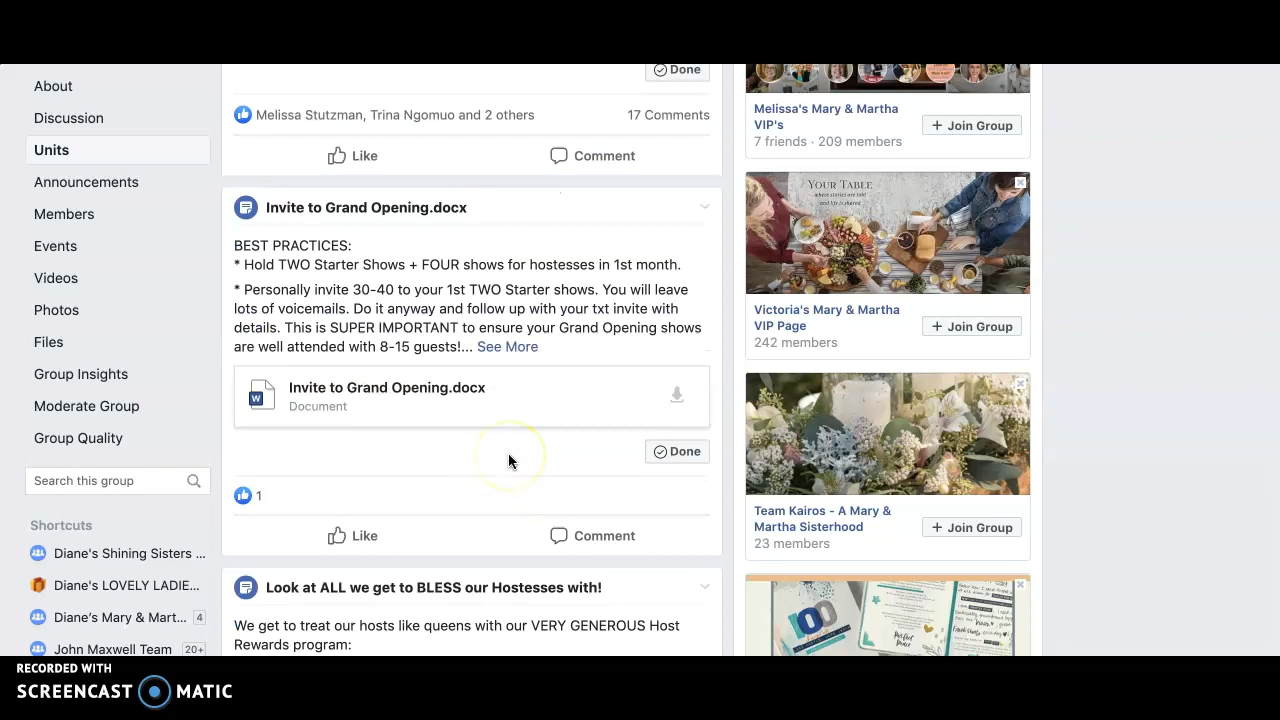 About
Discussion
Units
Announcements
Members
Events
Videos
Photos
Files
Group Insights
Moderate Group
Group Quality
Search this group
Shortcuts
Diane's Shining Sisters ...
Diane's LOVELY LADIE...
Diane's Mary & Mart... 4
John Maxwell Team 20+
Done
Melissa Stutzman, Trina Ngomuo and 2 others 17 Comments
Like Comment
Invite to Grand Opening.docx
BEST PRACTICES:
* Hold TWO Starter Shows + FOUR shows for hostesses in 1st month.
* Personally invite 30-40 to your 1st TWO Starter shows. You will leave
lots of voicemails. Do it anyway and follow up with your txt invite with
details. This is SUPER IMPORTANT to ensure your Grand Opening shows
are well attended with 8-15 guests!... See More
W
Invite to Grand Opening.docx
Document
Done
1
Like Comment
Look at ALL we get to BLESS our Hostesses with!
We get to treat our hosts like queens with our VERY GENEROUS Host
Rewards program:
Melissa's Mary & Martha
VIP's
7 friends · 209 members
+ Join Group
YOUR TABLE
where stories are told
and life is shared
Victoria's Mary & Martha
VIP Page
242 members
+ Join Group
Team Kairos - A Mary &
Martha Sisterhood
23 members
+ Join Group
100
RECORDED WITH
SCREENCAST MATIC